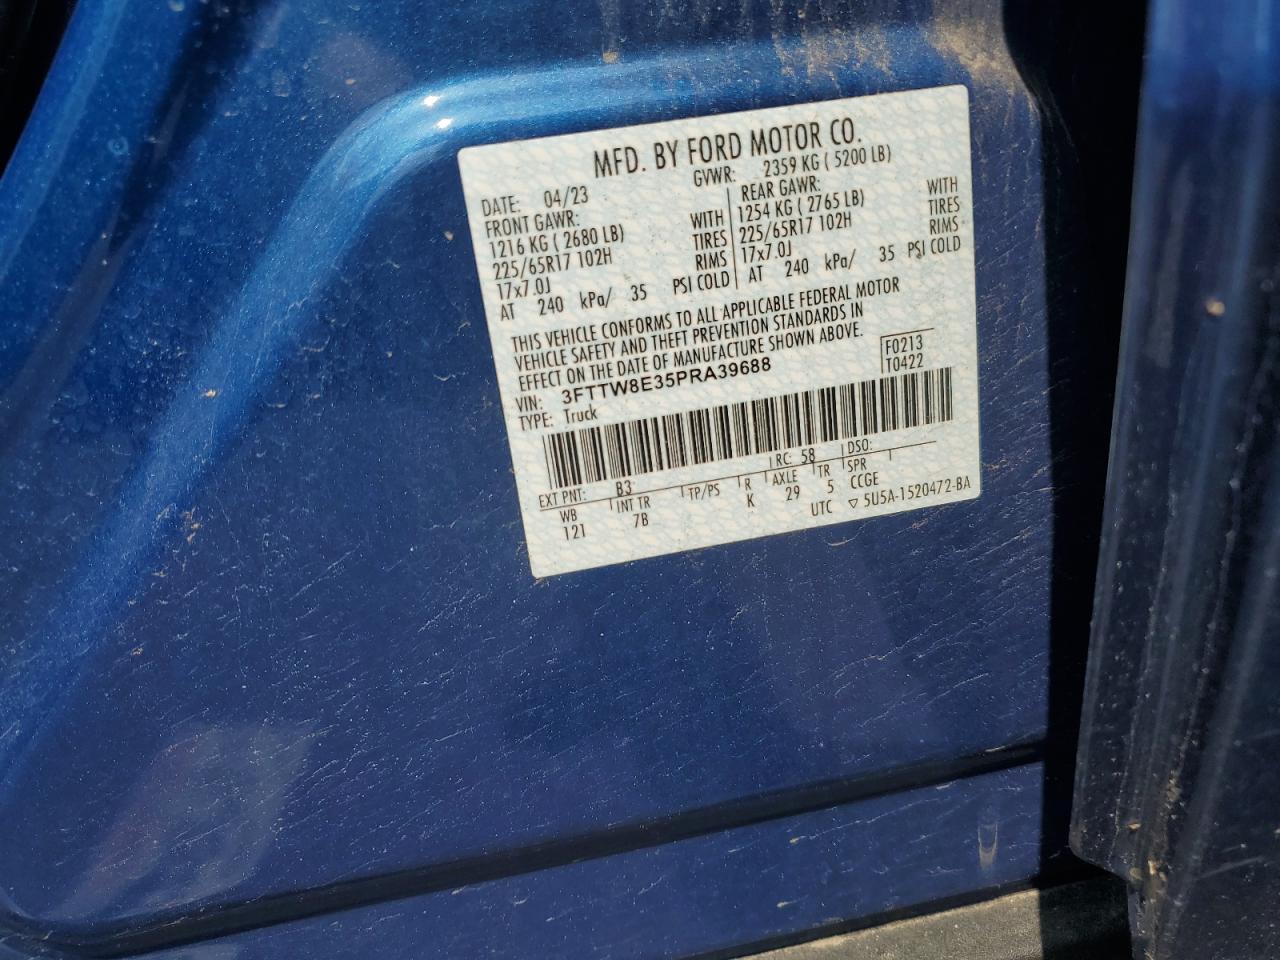 MFD. BY FORD MOTOR CO.
DATE: 04/23 GVWR: 2359 KG ( 5200 LB)
FRONT GAWR: REAR GAWR:
1216 KG ( 2680 LB) WITH 1254 KG ( 2765 LB) WITH
225/65R17 102H TIRES 225/65R17 102H TIRES
17x7.0J RIMS 17x7.0J RIMS
AT 240 kPa/ 35 PSI COLD AT 240 kPa/ 35 PSI COLD
THIS VEHICLE CONFORMS TO ALL APPLICABLE FEDERAL MOTOR
VEHICLE SAFETY AND THEFT PREVENTION STANDARDS IN
EFFECT ON THE DATE OF MANUFACTURE SHOWN ABOVE.
VIN: 3FTTW8E35PRA39688 F0213
TYPE: Truck T0422
EXT PNT: B3 RC: 58 DSO:
WB INT TR TP/PS R AXLE TR SPR
121 7B K 29 5 CCGE
UTC ▽ 5U5A-1520472-BA